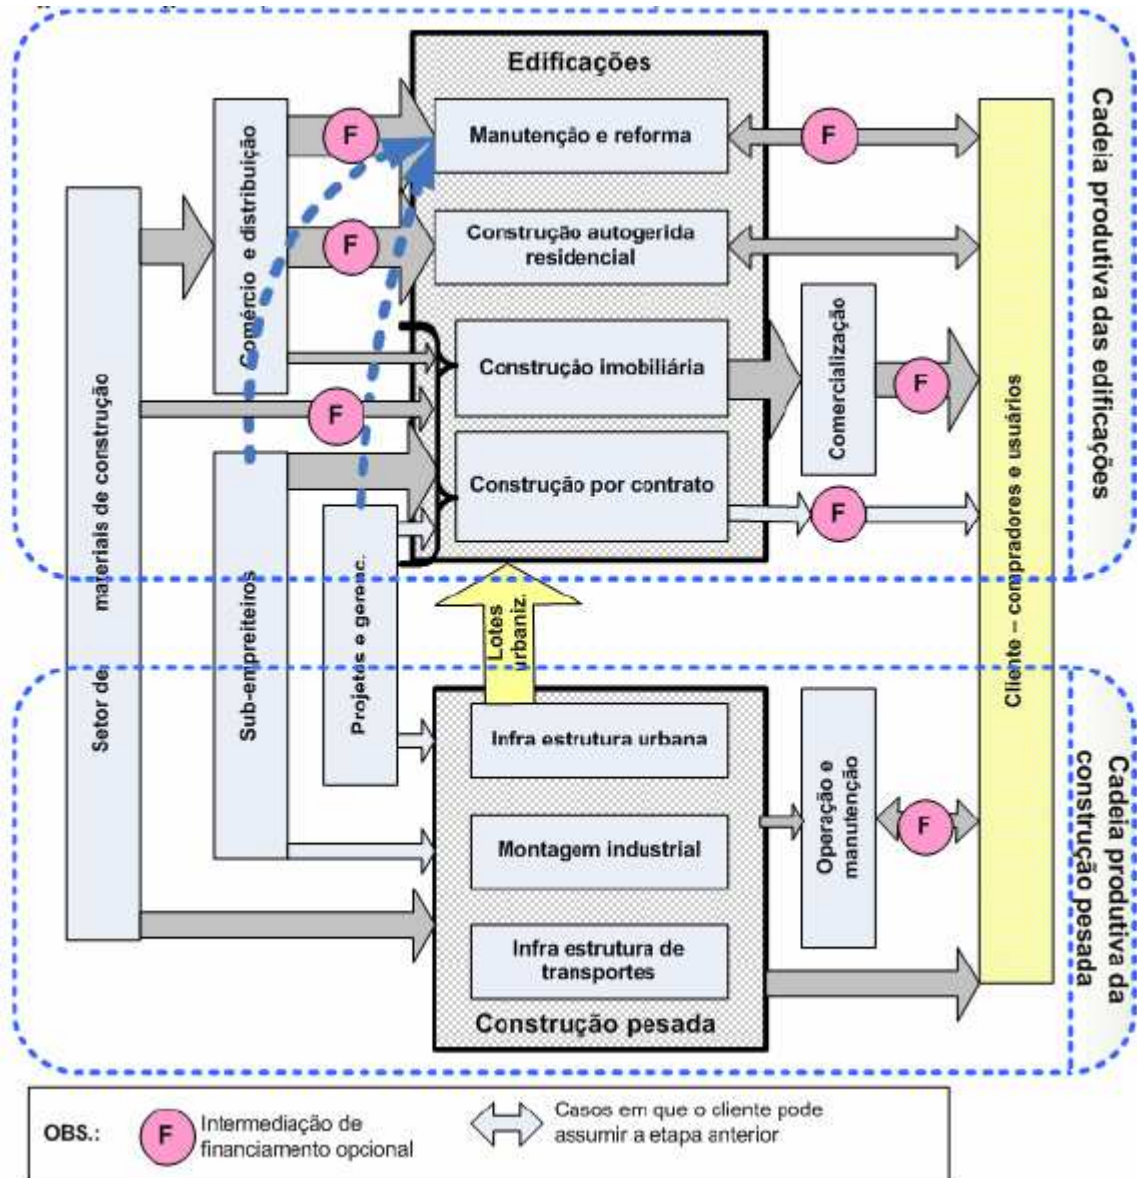 Edificações
Manutenção e reforma
Construção autogerida
residencial
Construção imobiliária
Construção por contrato
Comércio e distribuição
Setor de materiais de construção
Sub-empreiteiros
Projetos e gerenc.
F
F
F
F
F
F
F
Comercialização
Cliente – compradores e usuários
Cadeia produtiva das edificações
Lotes
urbaniz.
Infra estrutura urbana
Montagem industrial
Infra estrutura de
transportes
Construção pesada
Operação e
manutenção
Cadeia produtiva da
construção pesada
OBS.:
F
Intermediação de
financiamento opcional
Casos em que o cliente pode
assumir a etapa anterior